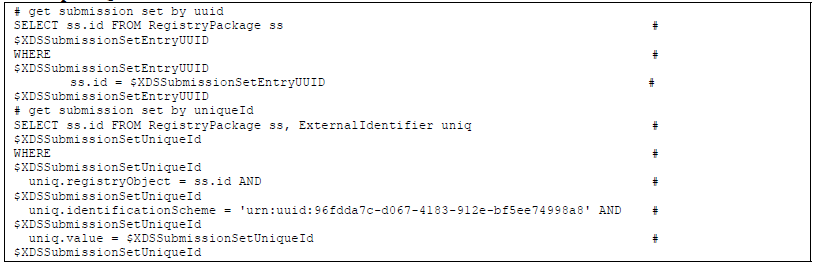 # get submission set by uuid
SELECT ss.id FROM RegistryPackage ss #
$XDSSubmissionSetEntryUUID
WHERE #
$XDSSubmissionSetEntryUUID
ss.id = $XDSSubmissionSetEntryUUID #
$XDSSubmissionSetEntryUUID
# get submission set by uniqueId
SELECT ss.id FROM RegistryPackage ss, ExternalIdentifier uniq #
$XDSSubmissionSetUniqueId
WHERE #
$XDSSubmissionSetUniqueId
uniq.registryObject = ss.id AND #
$XDSSubmissionSetUniqueId
uniq.identificationScheme = 'urn:uuid:96fdda7c-d067-4183-912e-bf5ee74998a8' AND #
$XDSSubmissionSetUniqueId
uniq.value = $XDSSubmissionSetUniqueId #
$XDSSubmissionSetUniqueId